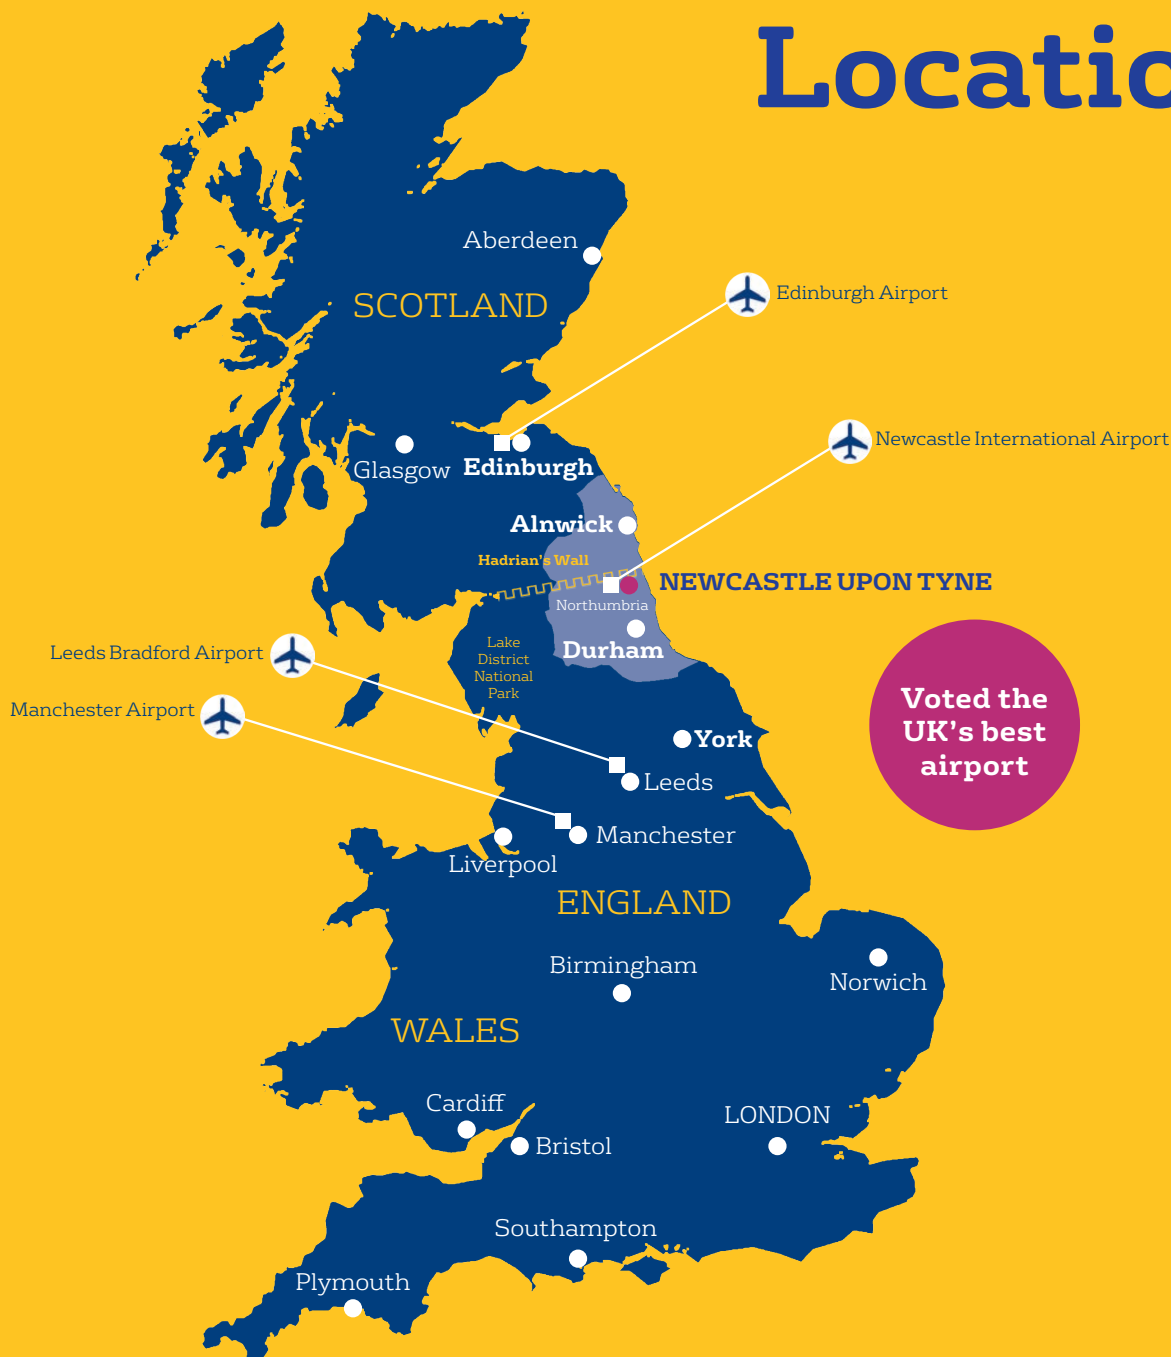 Locatio
Aberdeen
SCOTLAND
Edinburgh Airport
Newcastle International Airport
Glasgow
Edinburgh
Alnwick
Hadrian's Wall
NEWCASTLE UPON TYNE
Northumbria
Durham
Lake
District
National
Park
Leeds Bradford Airport
Manchester Airport
Voted the
UK's best
airport
York
Leeds
Manchester
Liverpool
ENGLAND
Birmingham
Norwich
WALES
Cardiff
LONDON
Bristol
Southampton
Plymouth